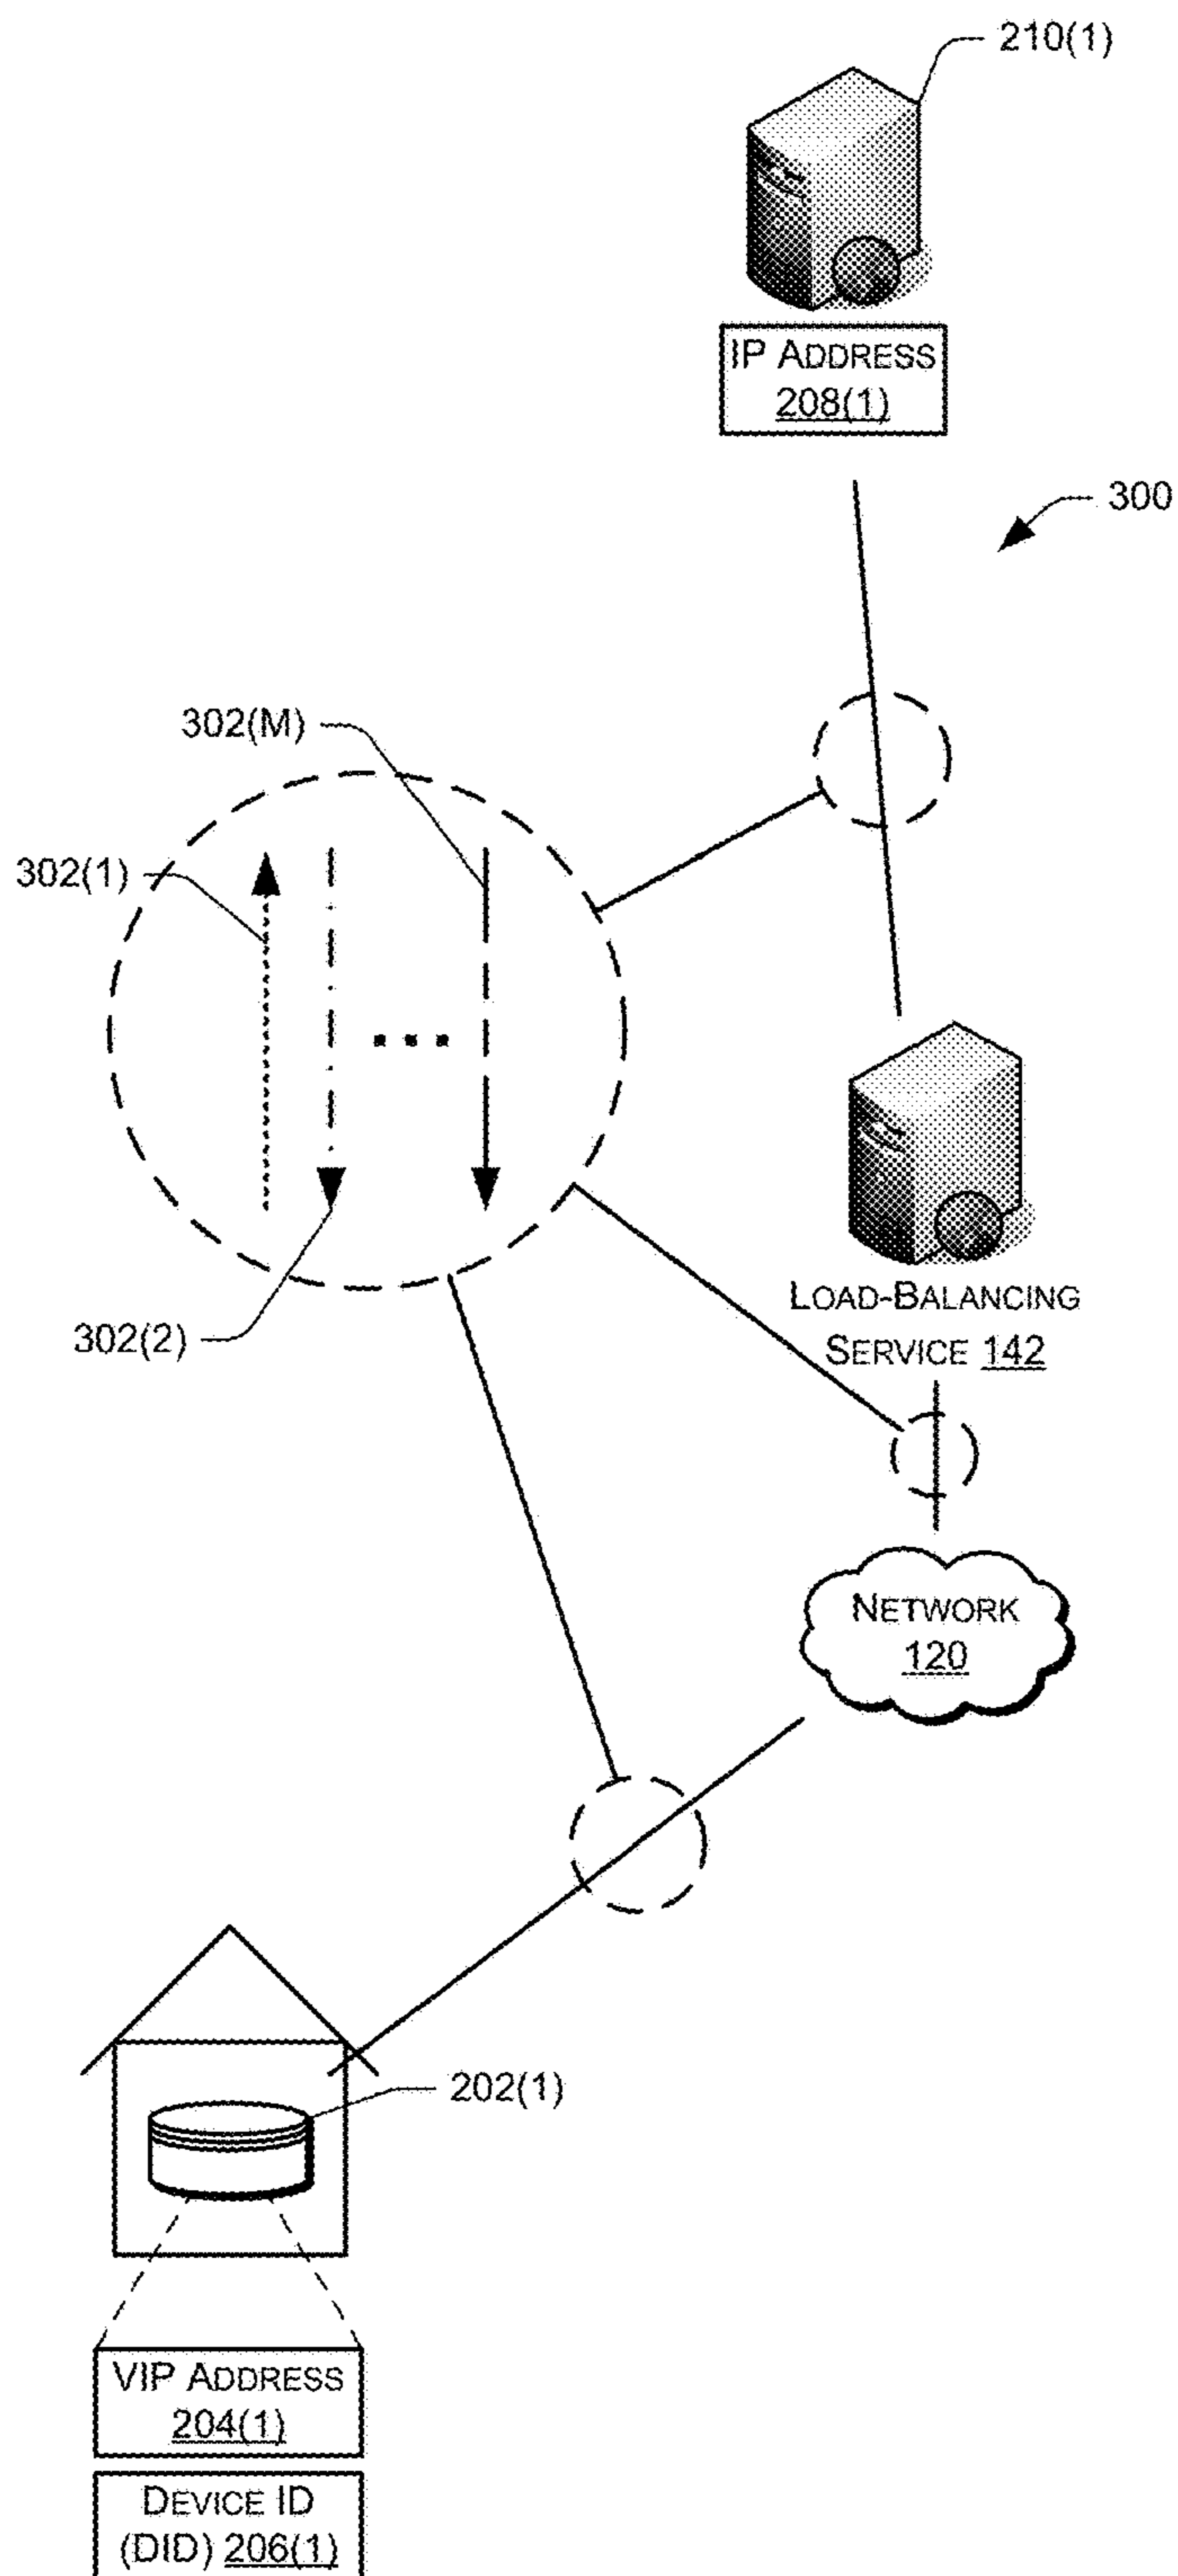 210(1)
IP ADDRESS
208(1)
300
302(M)
302(1)
302(2)
LOAD-BALANCING
SERVICE 142
NETWORK
120
202(1)
VIP ADDRESS
204(1)
DEVICE ID
(DID) 206(1)